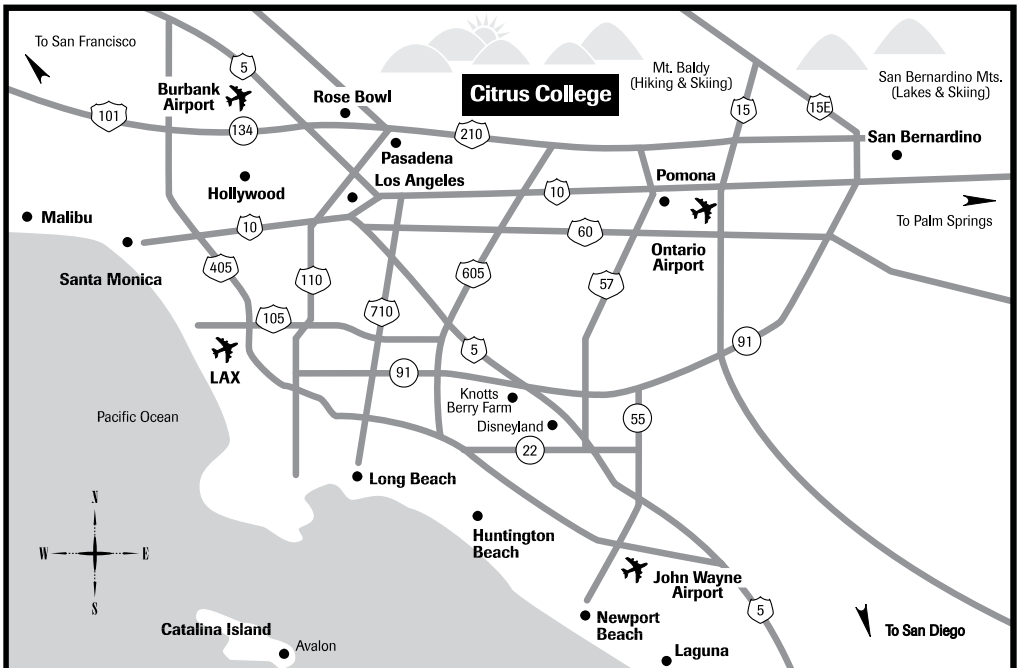 To San Francisco
5
Burbank
Airport
101
134
Rose Bowl
Citrus College
210
Mt. Baldy
(Hiking & Skiing)
15
15E
San Bernardino Mts.
(Lakes & Skiing)
San Bernardino
Pasadena
Los Angeles
Hollywood
10
Pomona
To Palm Springs
Malibu
10
60
Ontario
Airport
Santa Monica
405
110
605
57
105
710
5
91
LAX
91
Knotts
Berry Farm
Disneyland
55
22
Pacific Ocean
Long Beach
N
W
E
S
Huntington
Beach
John Wayne
Airport
Newport
Beach
5
To San Diego
Catalina Island
Avalon
Laguna